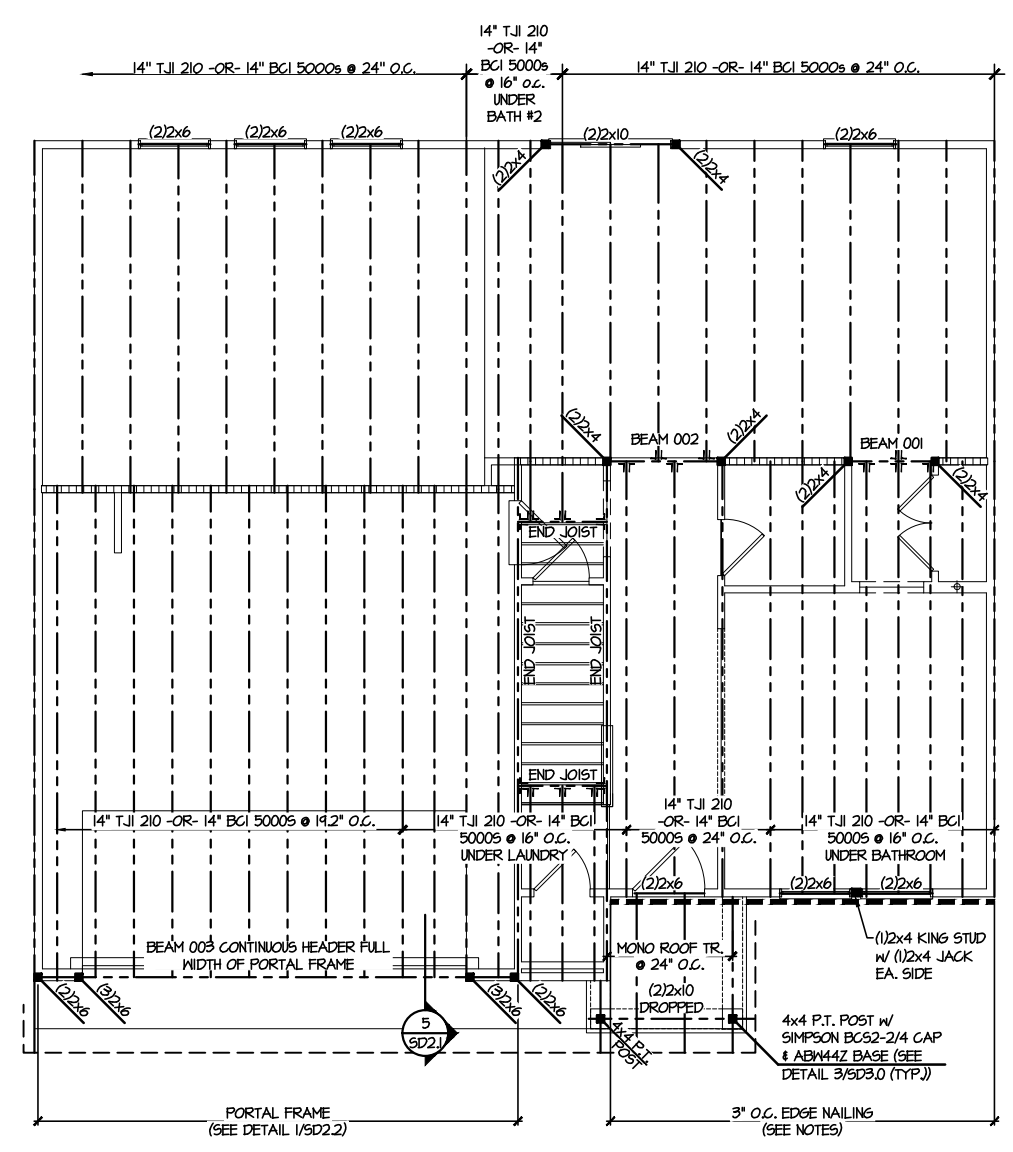 14" TJI 210
-OR- 14"
BCI 5000s
@ 16" O.C.
UNDER
BATH #2
14" TJI 210 -OR- 14" BCI 5000s @ 24" O.C.
14" TJI 210 -OR- 14" BCI 5000s @ 24" O.C.
(2)2x6
(2)2x6
(2)2x6
(2)2x10
(2)2x6
(2)2x4
(2)2x4
(2)2x4
BEAM 002
(2)2x4
BEAM 001
(2)2x4
(2)2x4
END JOIST
END JOIST
END JOIST
END JOIST
14" TJI 210 -OR- 14" BCI 5000S @ 19.2" O.C.
14" TJI 210 -OR- 14" BCI
5000S @ 16" O.C.
UNDER LAUNDRY
14" TJI 210
-OR- 14" BCI
5000S @ 24" O.C.
14" TJI 210 -OR- 14" BCI
5000S @ 16" O.C.
UNDER BATHROOM
(2)2x6
(2)2x6
(2)2x6
BEAM 003 CONTINUOUS HEADER FULL
WIDTH OF PORTAL FRAME
MONO ROOF TR.
@ 24" O.C.
(2)2x10
DROPPED
(1)2x4 KING STUD
W/ (1)2x4 JACK
EA. SIDE
(2)2x6
(3)2x6
(3)2x6
(2)2x6
5
SD2.1
4x4 P.T.
POST
4x4 P.T. POST W/
SIMPSON BCS2-2/4 CAP
& ABW44Z BASE (SEE
DETAIL 3/SD3.0 (TYP.))
PORTAL FRAME
(SEE DETAIL 1/SD2.2)
3" O.C. EDGE NAILING
(SEE NOTES)